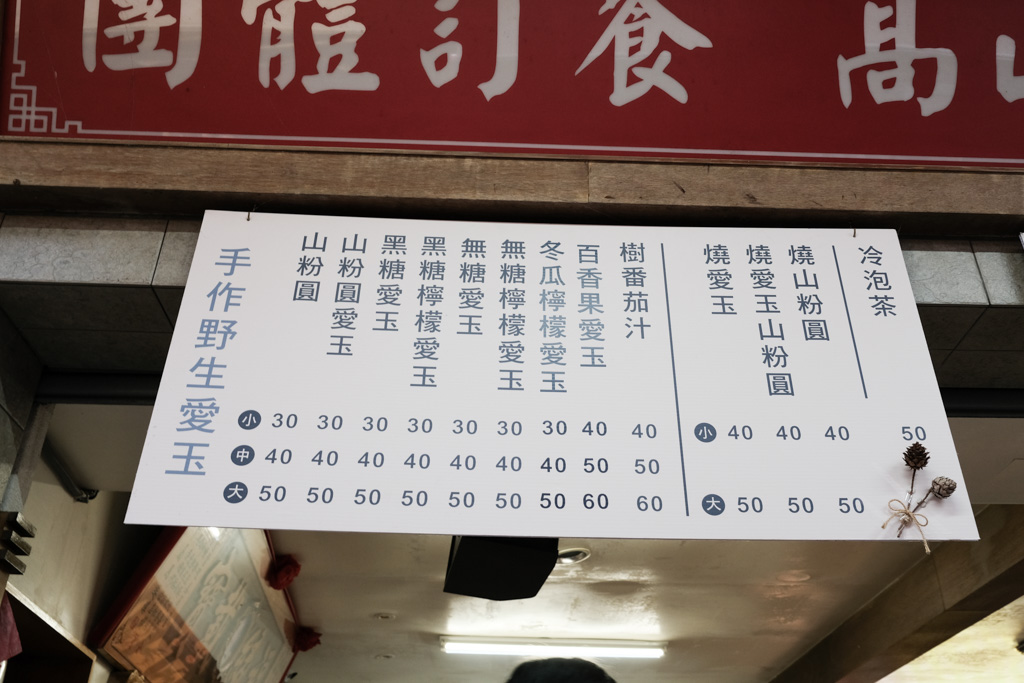 團體訂餐 高山
手作野生愛玉
山粉圓
山粉圓愛玉
黑糖愛玉
黑糖檸檬愛玉
無糖愛玉
無糖檸檬愛玉
冬瓜檸檬愛玉
百香果愛玉
樹番茄汁
小 30 30 30 30 30 30 30 40 40
中 40 40 40 40 40 40 40 50 50
大 50 50 50 50 50 50 50 60 60
燒愛玉
燒愛玉山粉圓
燒山粉圓
小 40 40 40
大 50 50 50
冷泡茶
50